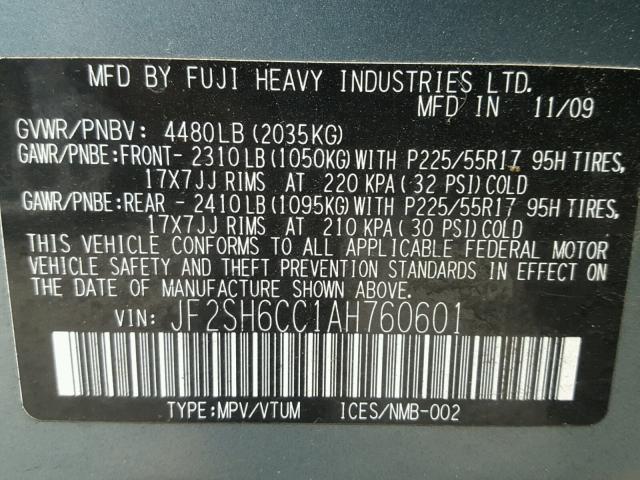 MFD BY FUJI HEAVY INDUSTRIES LTD.
MFD IN 11/09
GVWR/PNBV: 4480LB(2035KG)
GAWR/PNBE:FRONT- 2310LB(1050KG)WITH P225/55R17 95H TIRES,
17X7JJ RIMS AT 220 KPA(32 PSI)COLD
GAWR/PNBE:REAR - 2410LB(1095KG)WITH P225/55R17 95H TIRES,
17X7JJ RIMS AT 210 KPA(30 PSI)COLD
THIS VEHICLE CONFORMS TO ALL APPLICABLE FEDERAL MOTOR
VEHICLE SAFETY AND THEFT PREVENTION STANDARDS IN EFFECT ON
THE DATE OF MANUFACTURE SHOWN ABOVE.
VIN: JF2SH6CC1AH760601
TYPE:MPV/VTUM ICES/NMB-002